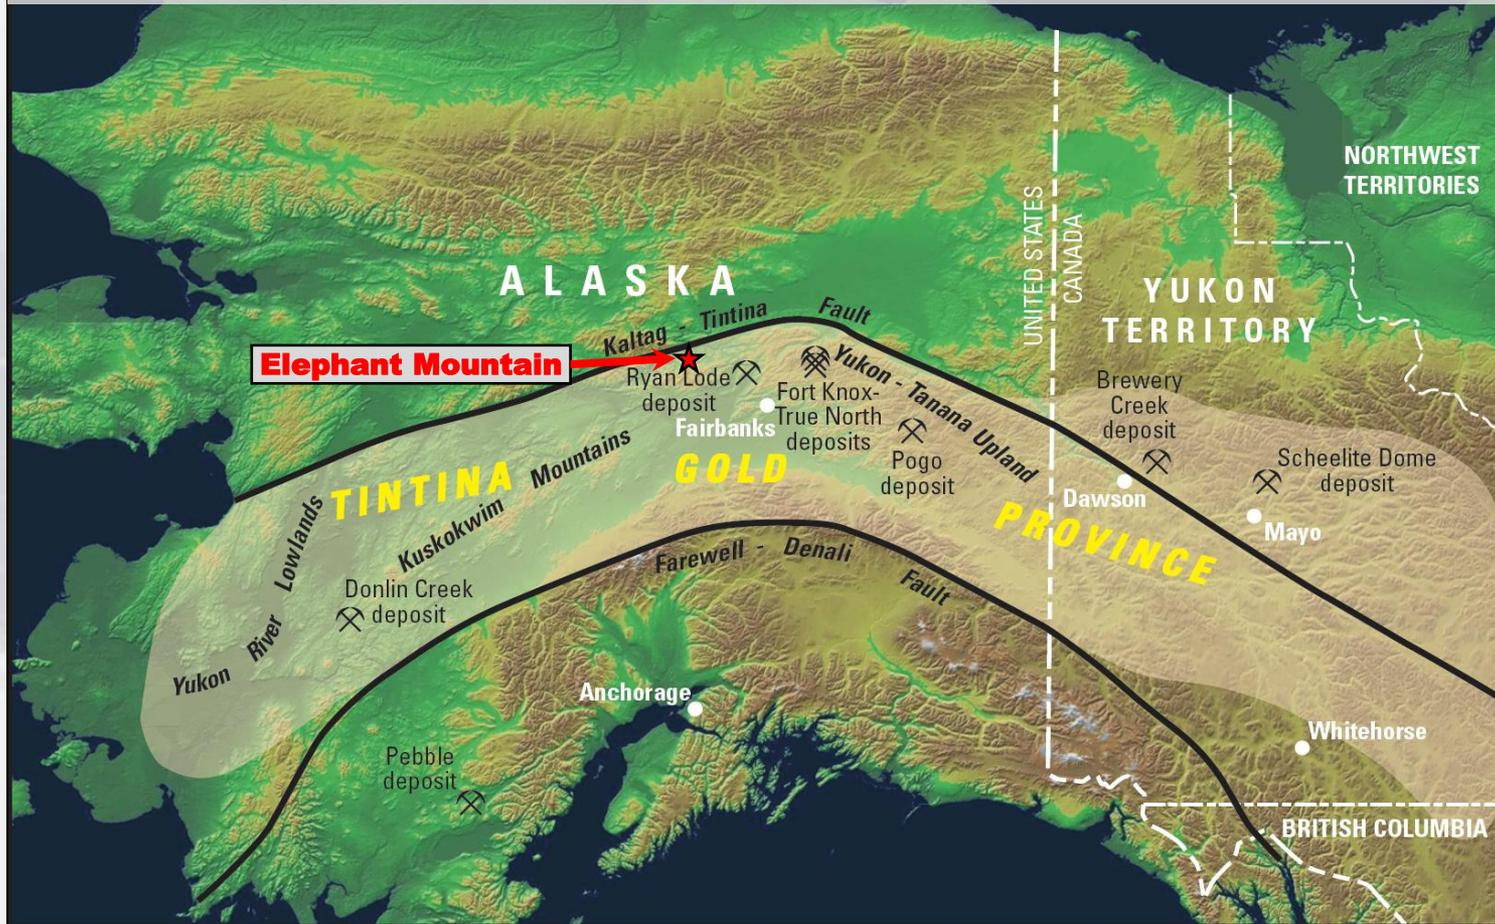 NORTHWEST
TERRITORIES
UNITED STATES
CANADA
ALASKA
YUKON
TERRITORY
Kaltag - Tintina Fault
Elephant Mountain
Ryan Lode
deposit
Fort Knox-
True North
deposits
Yukon - Tanana Upland
Brewery
Creek
deposit
Fairbanks
Pogo
deposit
Scheelite Dome
deposit
Dawson
Mayo
TINTINA
GOLD
PROVINCE
Kuskokwim Mountains
Yukon River Lowlands
Farewell - Denali Fault
Donlin Creek
deposit
Anchorage
Whitehorse
Pebble
deposit
BRITISH COLUMBIA